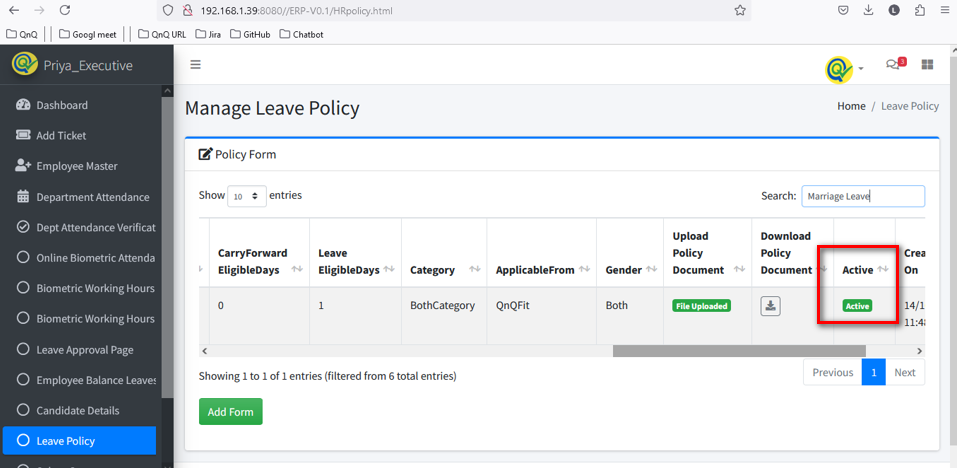 192.168.1.39:8080//ERP-V0.1/HRpolicy.html
QnQ
Googl meet
QnQ URL
Jira
GitHub
Chatbot
Priya_Executive
3
Dashboard
Add Ticket
Employee Master
Department Attendance
Dept Attendance Verificat
Online Biometric Attenda
Biometric Working Hours
Biometric Working Hours
Leave Approval Page
Employee Balance Leaves
Candidate Details
Leave Policy
Manage Leave Policy
Home / Leave Policy
Policy Form
Show 10 entries
Search: Marriage Leave
CarryForward EligibleDays
Leave EligibleDays
Category
ApplicableFrom
Gender
Upload Policy Document
Download Policy Document
Active
Crea
On
0
1
BothCategory
QnQFit
Both
File Uploaded
Active
14/1
11:48
Showing 1 to 1 of 1 entries (filtered from 6 total entries)
Previous 1 Next
Add Form